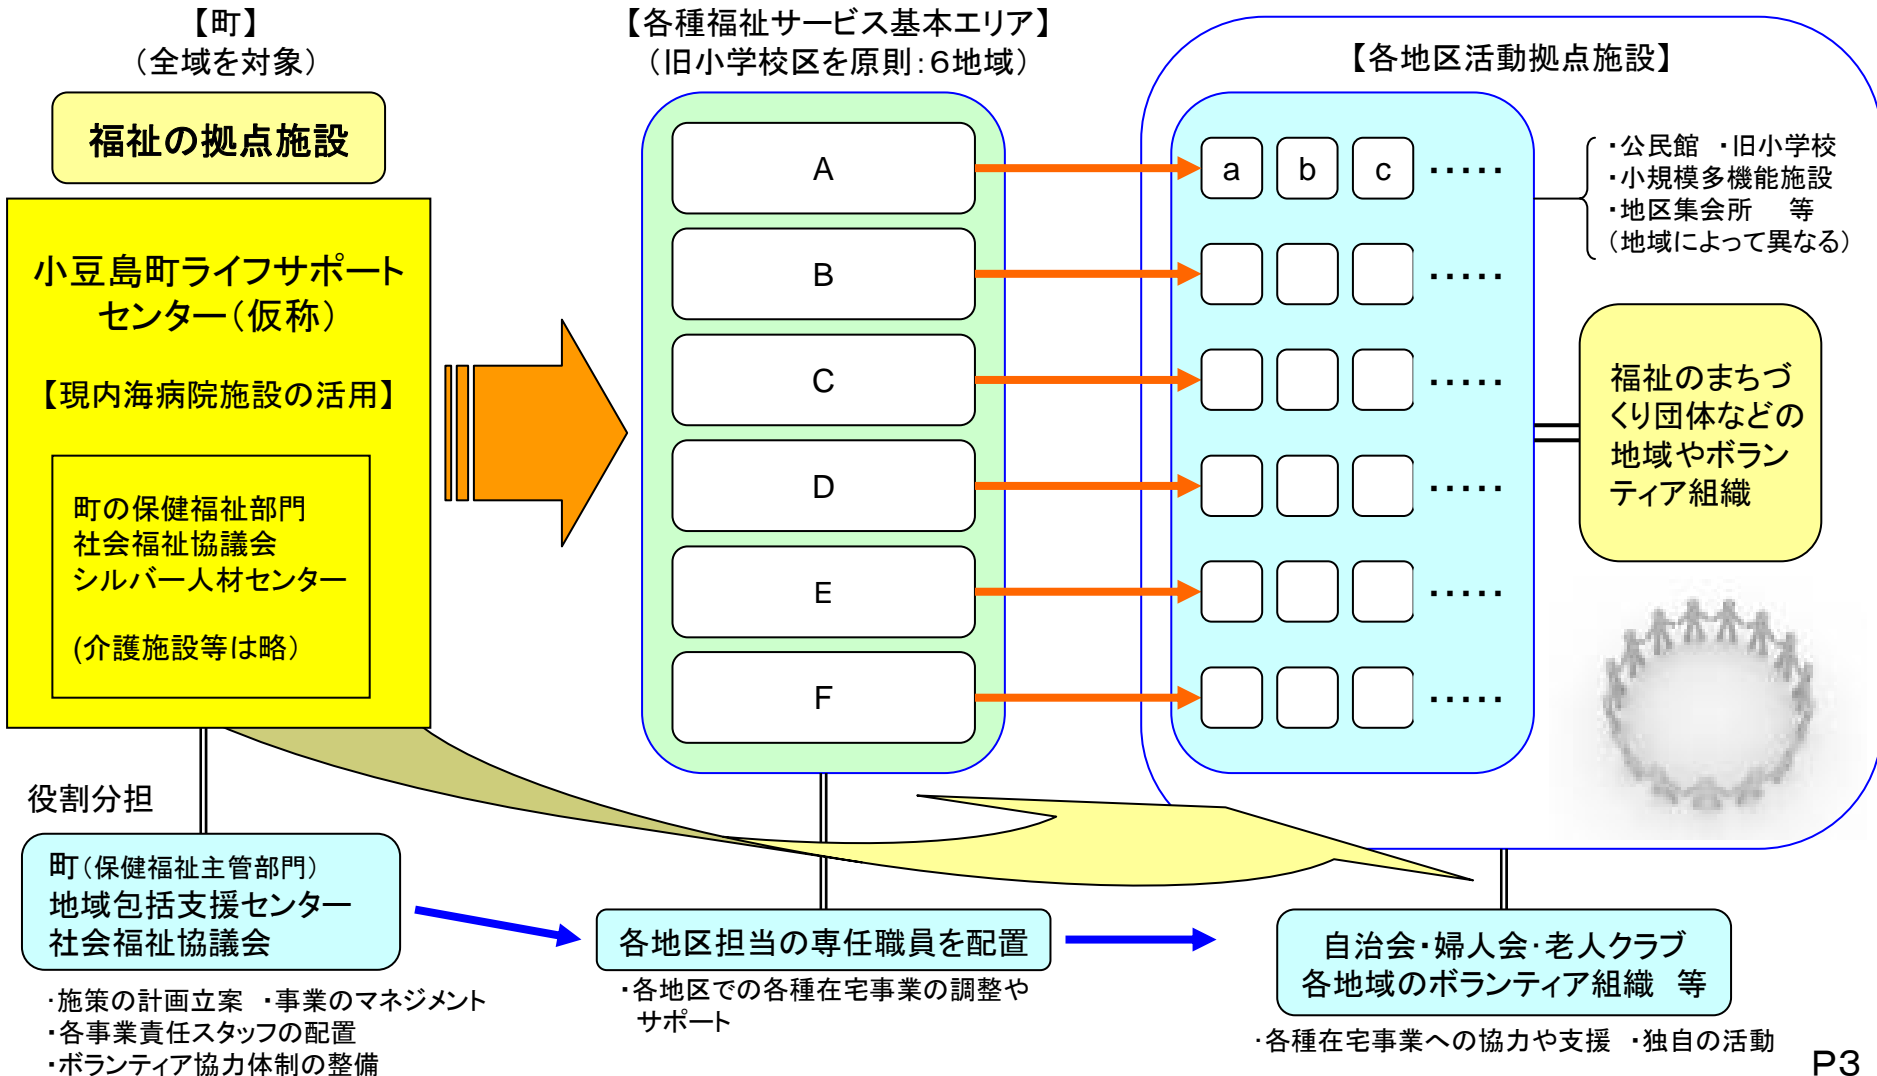 【町】
（全域を対象）
福祉の拠点施設
小豆島町ライフサポート
センター（仮称）
【現内海病院施設の活用】
町の保健福祉部門
社会福祉協議会
シルバー人材センター
(介護施設等は略）
役割分担
町（保健福祉主管部門）
地域包括支援センター
社会福祉協議会
・施策の計画立案　・事業のマネジメント
・各事業責任スタッフの配置
・ボランティア協力体制の整備
【各種福祉サービス基本エリア】
（旧小学校区を原則：６地域）
A
B
C
D
E
F
各地区担当の専任職員を配置
・各地区での各種在宅事業の調整や
サポート
【各地区活動拠点施設】
a b c ・・・・・
・・・・・
・・・・・
・・・・・
・・・・・
・・・・・
・公民館　・旧小学校
・小規模多機能施設
・地区集会所　等
（地域によって異なる）
福祉のまちづ
くり団体などの
地域やボラン
ティア組織
自治会・婦人会・老人クラブ
各地域のボランティア組織　等
・各種在宅事業への協力や支援　・独自の活動
P３